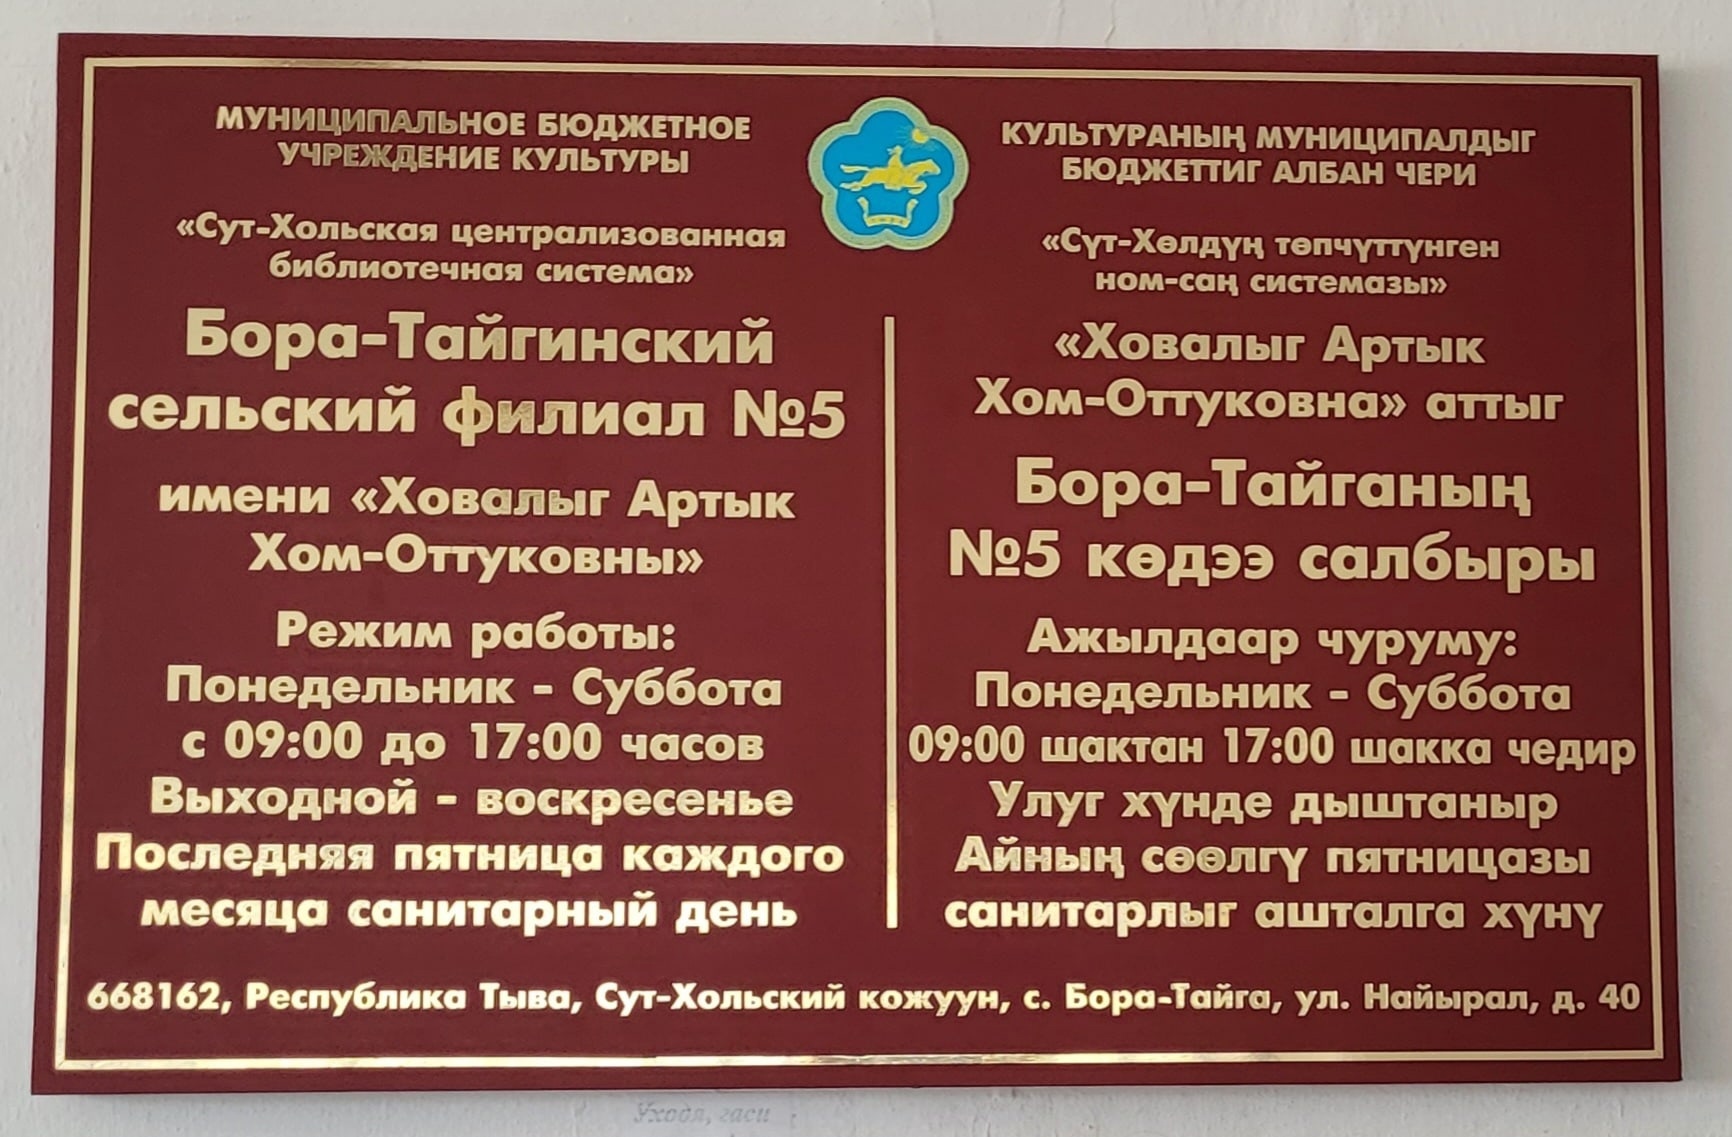 МУНИЦИПАЛЬНОЕ БЮДЖЕТНОЕ
УЧРЕЖДЕНИЕ КУЛЬТУРЫ
«Сут-Хольская централизованная
библиотечная система»
Бора-Тайгинский
сельский филиал №5
имени «Ховалыг Артык
Хом-Оттуковны»
Режим работы:
Понедельник - Суббота
с 09:00 до 17:00 часов
Выходной - воскресенье
Последняя пятница каждого
месяца санитарный день
КУЛЬТУРАНЫӉ МУНИЦИПАЛДЫГ
БЮДЖЕТТИГ АЛБАН ЧЕРИ
«Сүт-Хөлдүң төпчүттүнген
ном-саң системазы»
«Ховалыг Артык
Хом-Оттуковна» аттыг
Бора-Тайганың
№5 көдээ салбыры
Ажылдаар чуруму:
Понедельник - Суббота
09:00 шактан 17:00 шакка чедир
Улуг хүнде дыштаныр
Айның сөөлгү пятницазы
санитарлыг ашталга хүнү
668162, Республика Тыва, Сут-Хольский кожуун, с. Бора-Тайга, ул. Найырал, д. 40
Уходя, гаси